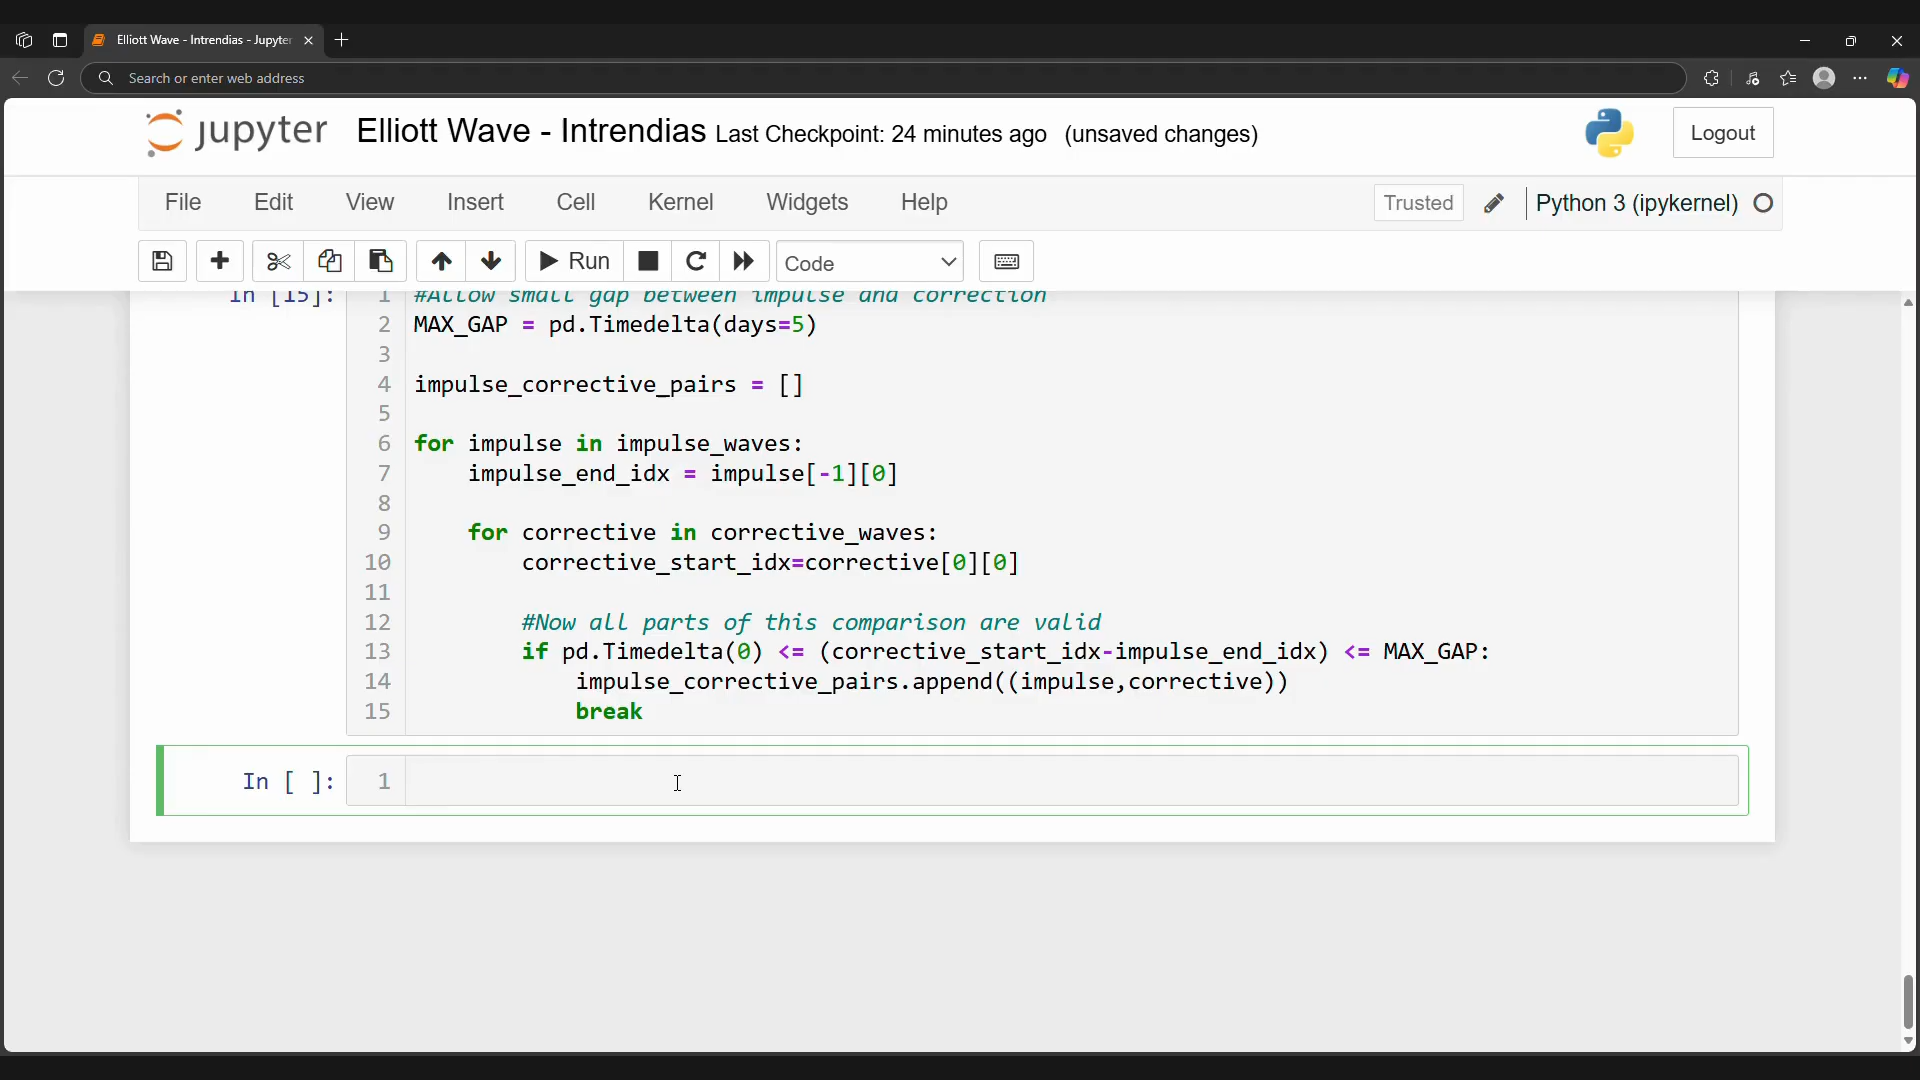 Elliott Wave - Intrendias - Jupyter
Search or enter web address
jupyter Elliott Wave - Intrendias Last Checkpoint: 24 minutes ago (unsaved changes) Logout
File Edit View Insert Cell Kernel Widgets Help Trusted Python 3 (ipykernel)
Run Code
In [15]: 1 #Allow small gap between impulse and correction
2 MAX_GAP = pd.Timedelta(days=5)
3
4 impulse_corrective_pairs = []
5
6 for impulse in impulse_waves:
7 impulse_end_idx = impulse[-1][0]
8
9 for corrective in corrective_waves:
10 corrective_start_idx=corrective[0][0]
11
12 #Now all parts of this comparison are valid
13 if pd.Timedelta(0) <= (corrective_start_idx-impulse_end_idx) <= MAX_GAP:
14 impulse_corrective_pairs.append((impulse,corrective))
15 break
In [ ]: 1